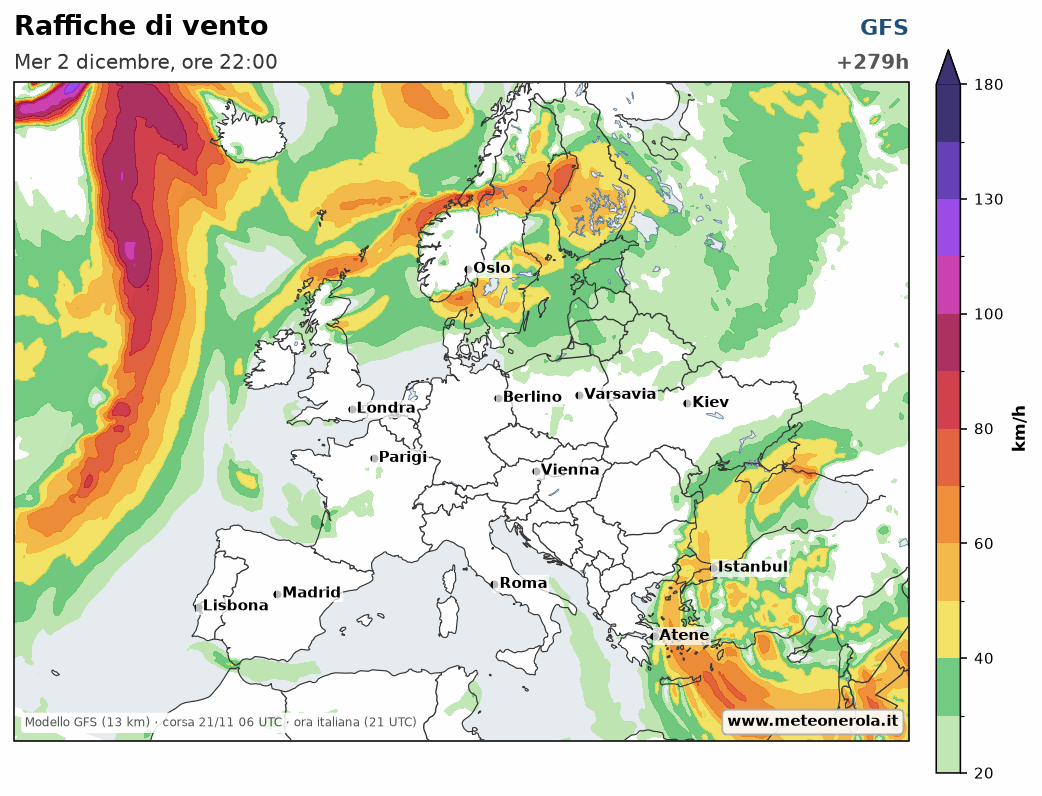 Raffiche di vento
GFS
Mer 2 dicembre, ore 22:00
+279h
180
130
100
80
60
40
20
km/h
Oslo
Londra
Berlino
Varsavia
Kiev
Parigi
Vienna
Istanbul
Roma
Madrid
Lisbona
Atene
Modello GFS (13 km) · corsa 21/11 06 UTC · ora italiana (21 UTC)
www.meteonerola.it